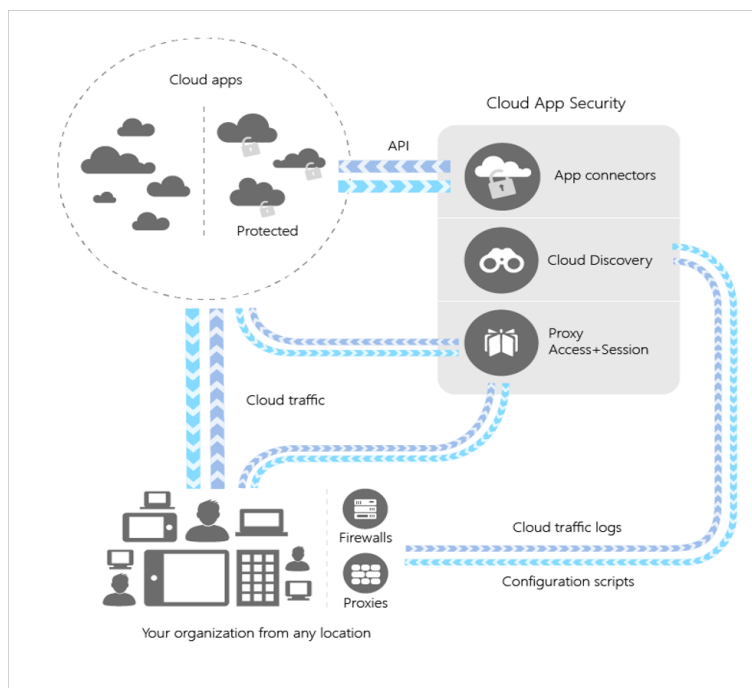 Cloud apps
Protected
API
Cloud App Security
App connectors
Cloud Discovery
Proxy
Access+Session
Cloud traffic
Firewalls
Proxies
Cloud traffic logs
Configuration scripts
Your organization from any location